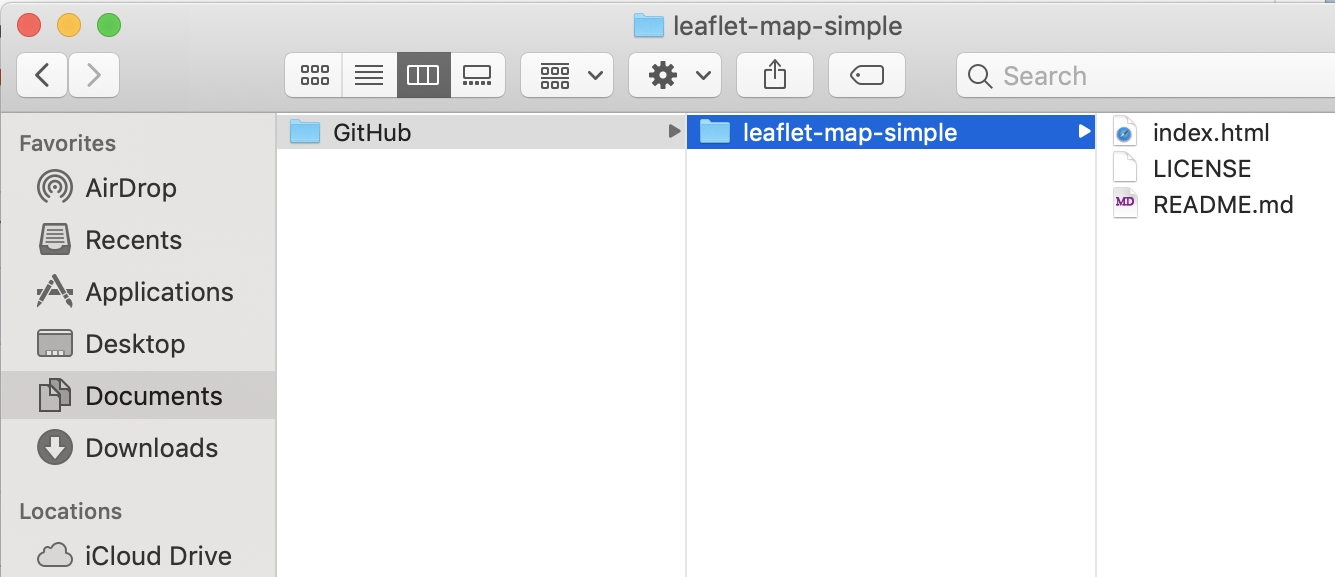 leaflet-map-simple
Search
Favorites
AirDrop
Recents
Applications
Desktop
Documents
Downloads
Locations
iCloud Drive
GitHub
leaflet-map-simple
index.html
LICENSE
MD README.md